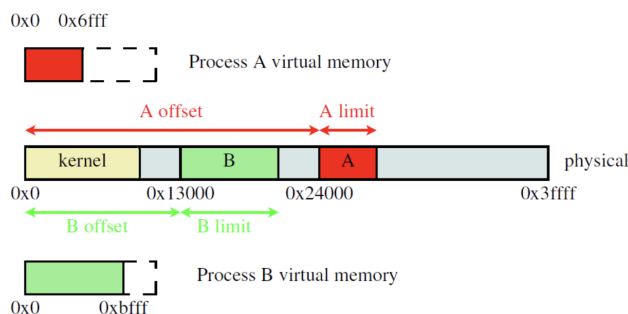 0x0 0x6fff
Process A virtual memory
A offset A limit
kernel B A physical
0x0 0x13000 0x24000 0x3ffff
B offset B limit
Process B virtual memory
0x0 0xbfff